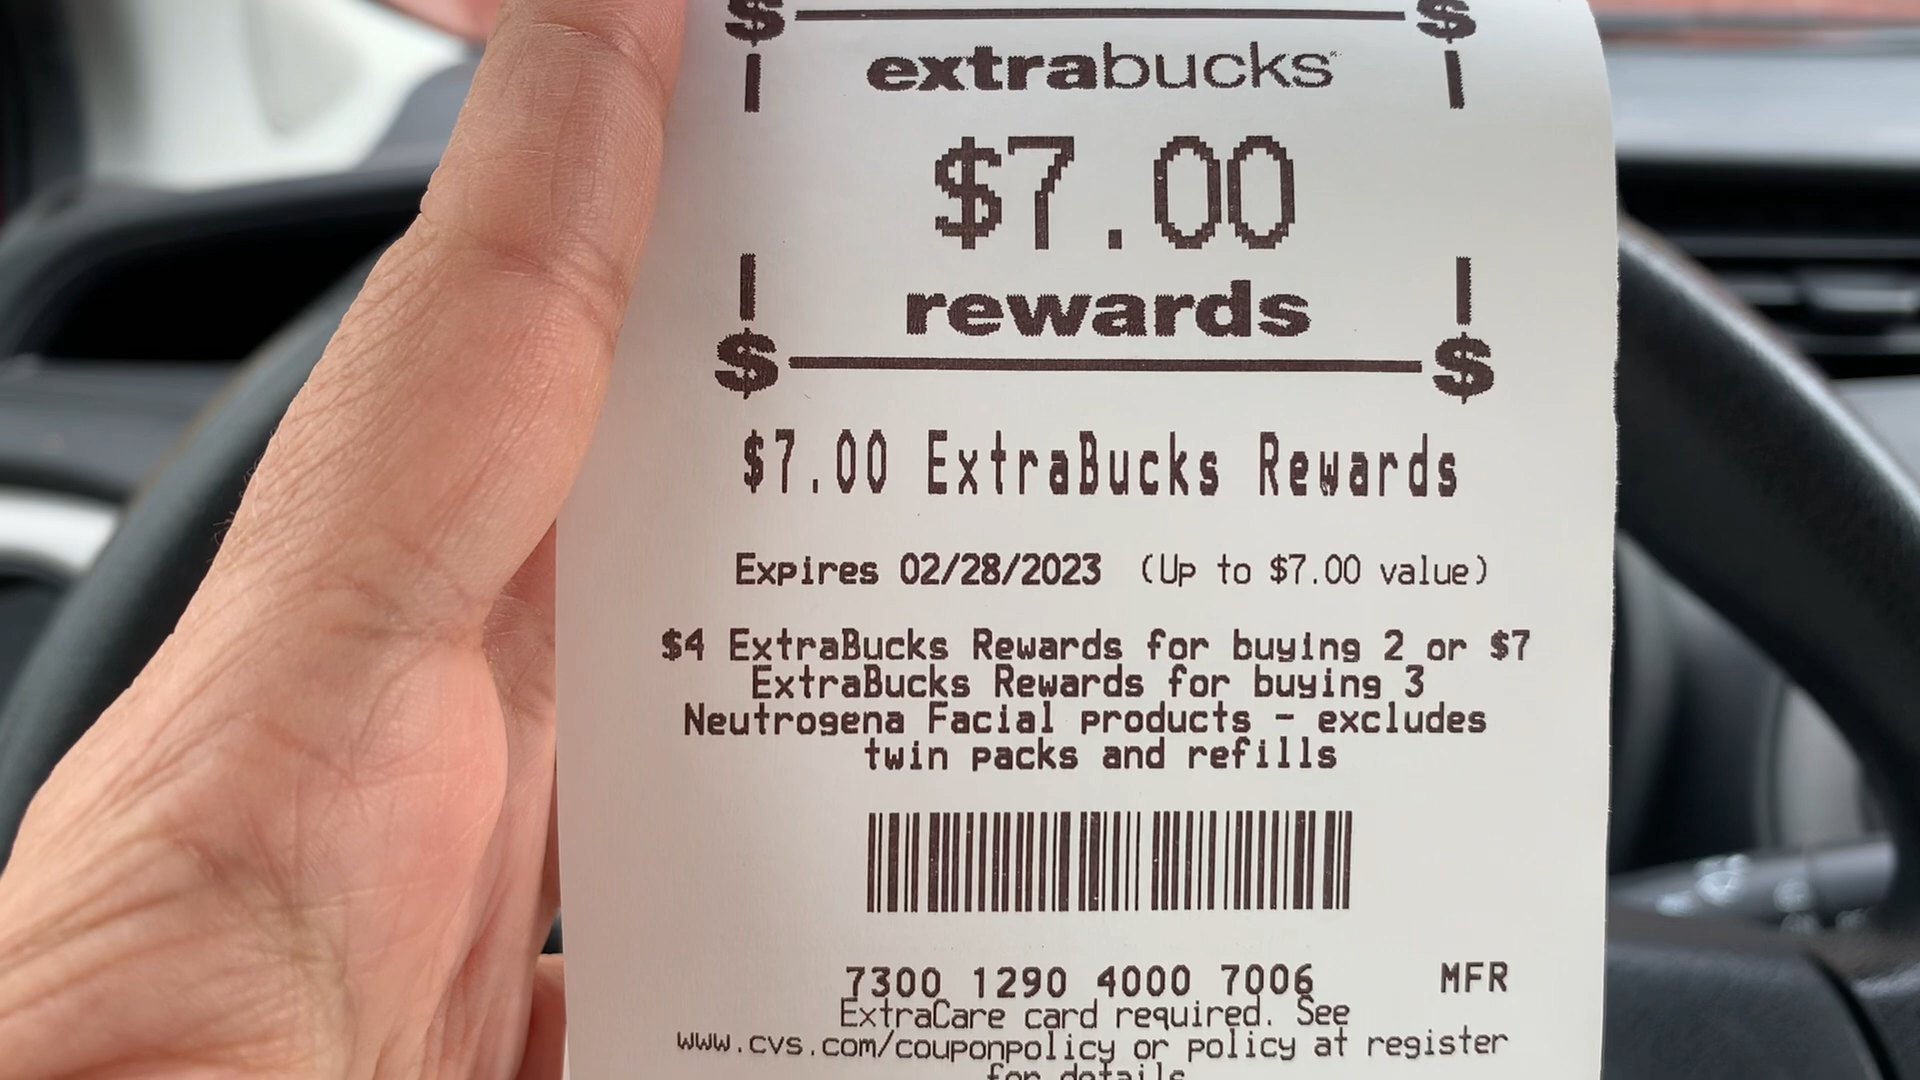 $ $
extrabucks
$7.00
rewards
$ $
$7.00 ExtraBucks Rewards
Expires 02/28/2023 (Up to $7.00 value)
$4 ExtraBucks Rewards for buying 2 or $7
ExtraBucks Rewards for buying 3
Neutrogena Facial products - excludes
twin packs and refills
7300 1290 4000 7006 MFR
ExtraCare card required. See
www.cvs.com/couponpolicy or policy at register
for details